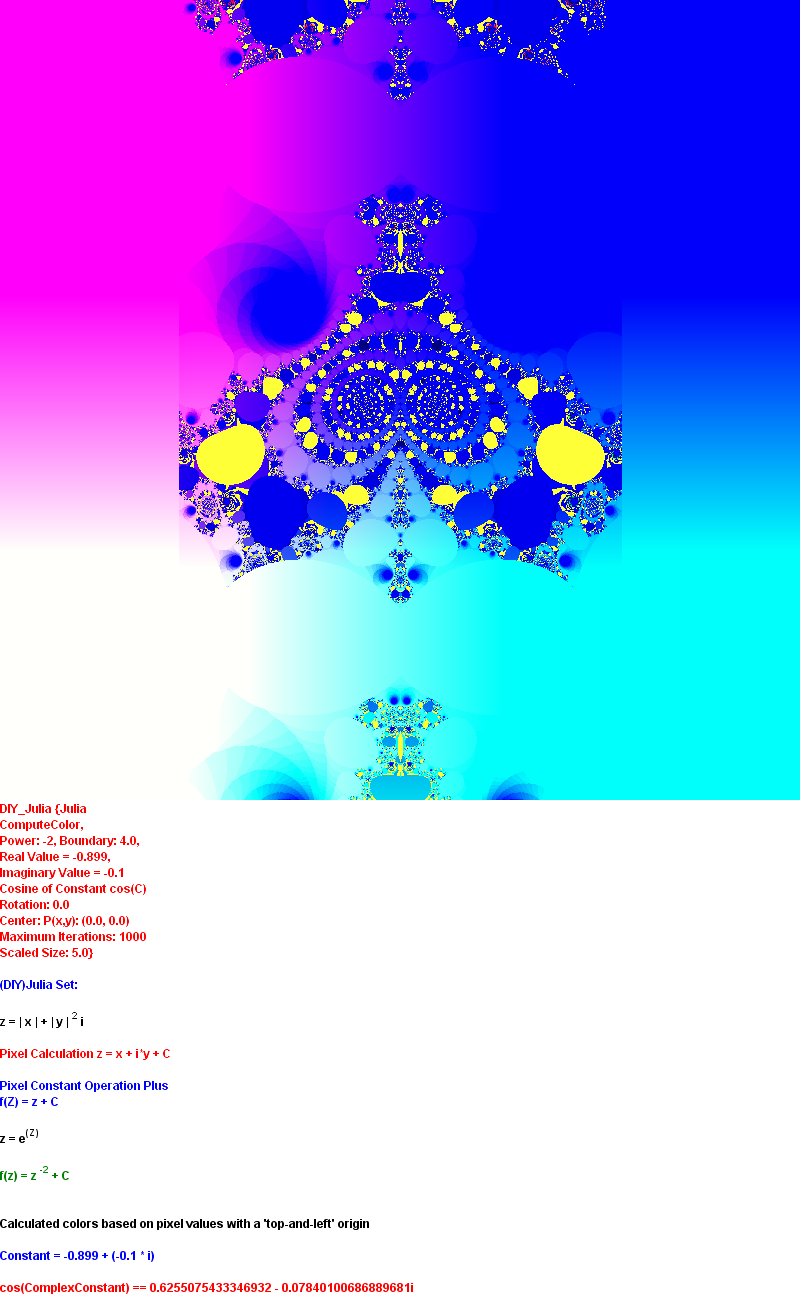 DIY_Julia {Julia
ComputeColor,
Power: -2, Boundary: 4.0,
Real Value = -0.899,
Imaginary Value = -0.1
Cosine of Constant cos(C)
Rotation: 0.0
Center: P(x,y): (0.0, 0.0)
Maximum Iterations: 1000
Scaled Size: 5.0}
(DIY)Julia Set:
z = | x | + | y | ² i
Pixel Calculation z = x + i*y + C
Pixel Constant Operation Plus
f(Z) = z + C
z = e^(Z)
f(z) = z ^-2 + C
Calculated colors based on pixel values with a 'top-and-left' origin
Constant = -0.899 + (-0.1 * i)
cos(ComplexConstant) == 0.6255075433346932 - 0.07840100686889681i